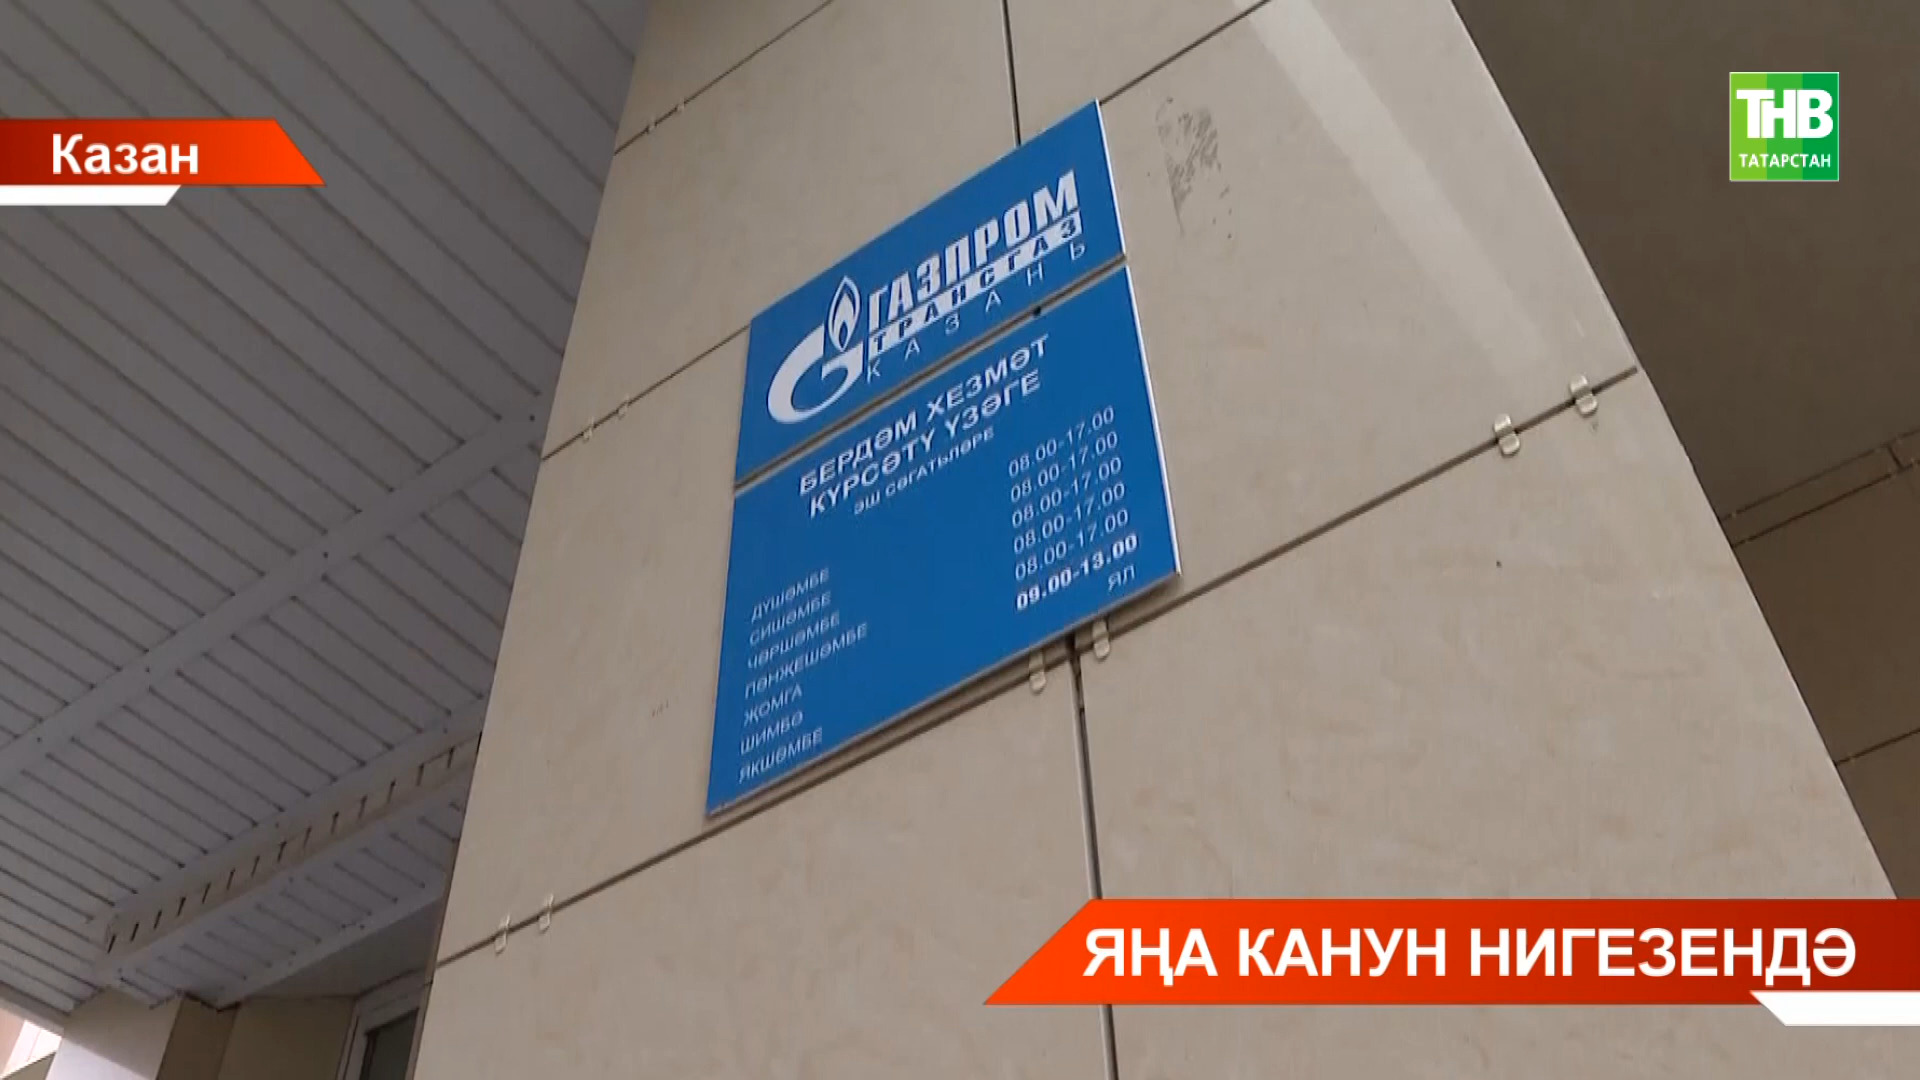 Казан
ТНВ
ТАТАРСТАН
ГАЗПРОМ
ТРАНСГАЗ
КАЗАНЬ
БЕРДӘМ ХЕЗМӘТ
КҮРСӘТҮ ҮЗӘГЕ
ЭШ СӘГАТЬЛӘРЕ
ДҮШӘМБЕ 08.00-17.00
СИШӘМБЕ 08.00-17.00
ЧӘРШӘМБЕ 08.00-17.00
ПӘНҖЕШӘМБЕ 08.00-17.00
ҖОМГА 08.00-17.00
ШИМБӘ 09.00-13.00
ЯКШӘМБЕ ЯЛ
ЯҢА КАНУН НИГЕЗЕНДӘ